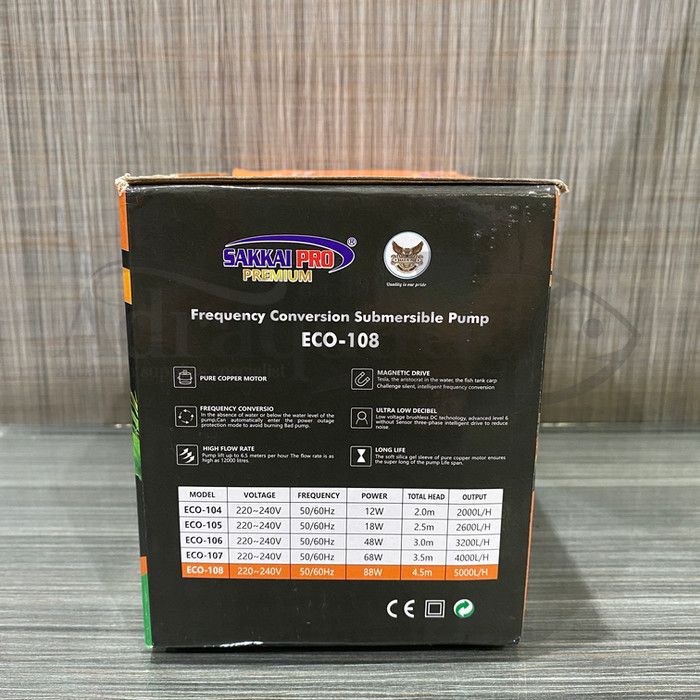 SAKKAI PRO ®
PREMIUM
Quality is our pride
Frequency Conversion Submersible Pump
ECO-108
PURE COPPER MOTOR
MAGNETIC DRIVE
Tesla, the aristocrat in the water, the fish tank carp
Challenge silent, intelligent frequency conversion
FREQUENCY CONVERSIO
In the absence of water or below the water level of the
pump,Can automatically enter the power outage
protection mode to avoid burning Bad pump.
ULTRA LOW DECIBEL
Low voltage brushless DC technology, advanced level 6
without Sensor three-phase intelligent drive to reduce
noise.
HIGH FLOW RATE
Pump lift up to 6.5 meters per hour The flow rate is as
high as 12000 litres.
LONG LIFE
The soft silica gel sleeve of pure copper motor ensures
the super long of the pump Life span.
MODEL VOLTAGE FREQUENCY POWER TOTAL HEAD OUTPUT
ECO-104 220~240V 50/60Hz 12W 2.0m 2000L/H
ECO-105 220~240V 50/60Hz 18W 2.5m 2600L/H
ECO-106 220~240V 50/60Hz 48W 3.0m 3200L/H
ECO-107 220~240V 50/60Hz 68W 3.5m 4000L/H
ECO-108 220~240V 50/60Hz 88W 4.5m 5000L/H
CE